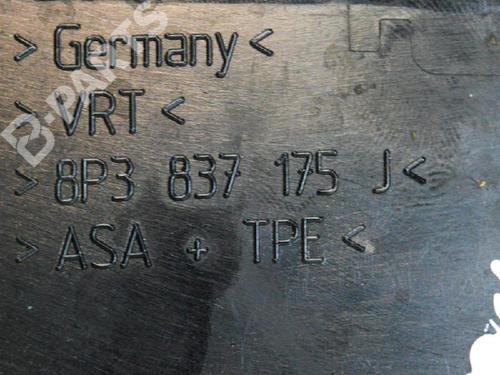 > Germany <
> VRT <
> 8P3 837 175 J <
> ASA + TPE <
B-PARTS